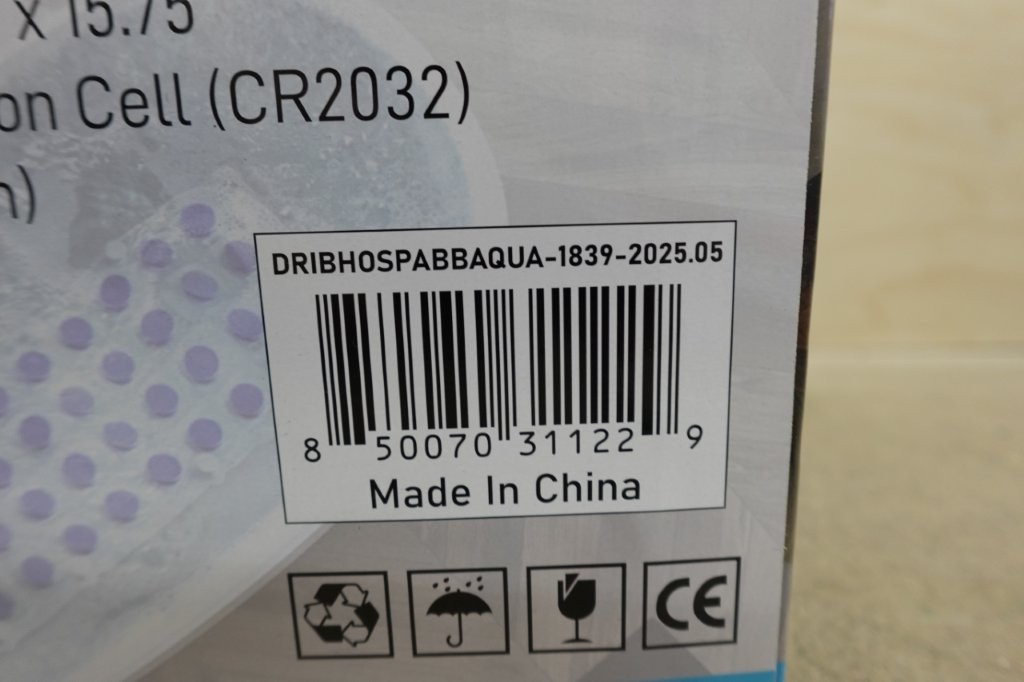 x 15.75
on Cell (CR2032)
DRIBHOSPABBAQUA-1839-2025.05
8 50070 31122 9
Made In China
CE